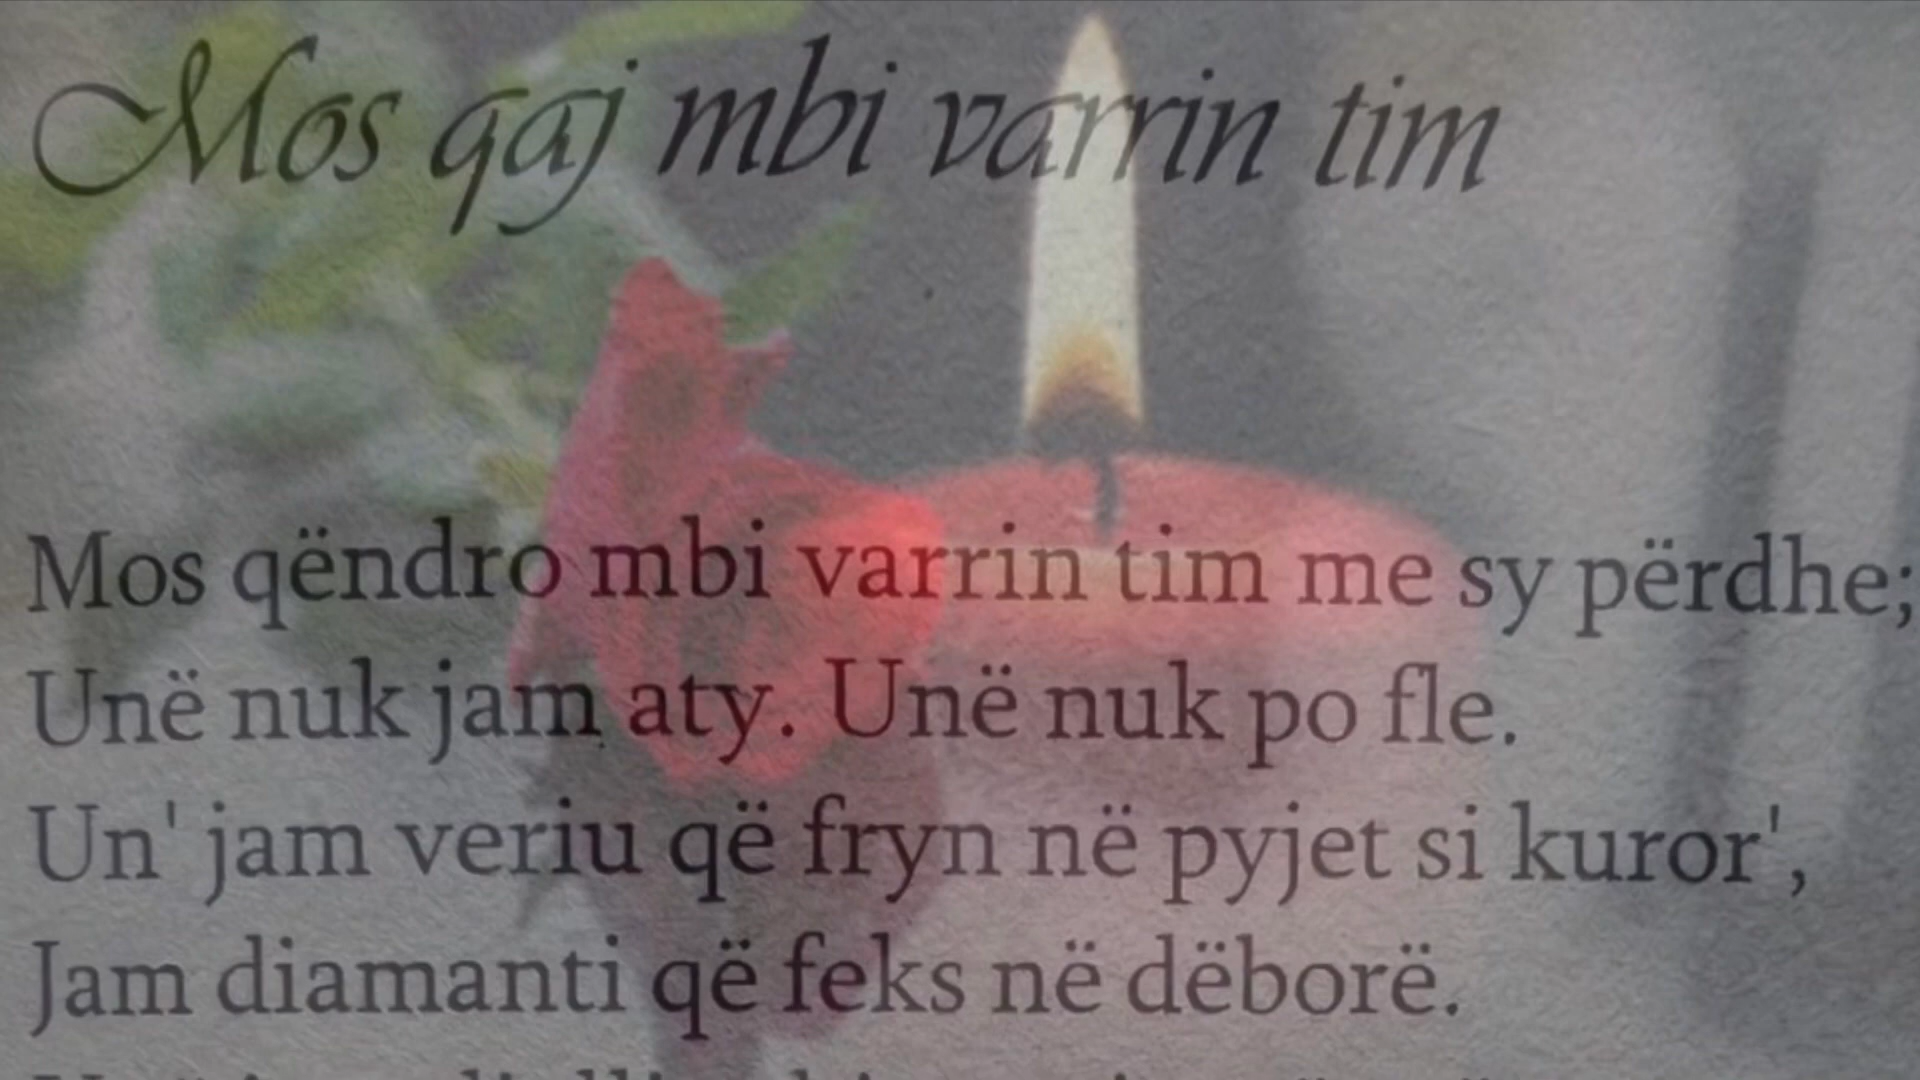 Mos qaj mbi varrin tim
Mos qëndro mbi varrin tim me sy përdhe;
Unë nuk jam aty. Unë nuk po fle.
Un' jam veriu që fryn në pyjet si kuror',
Jam diamanti që feks në dëborë.